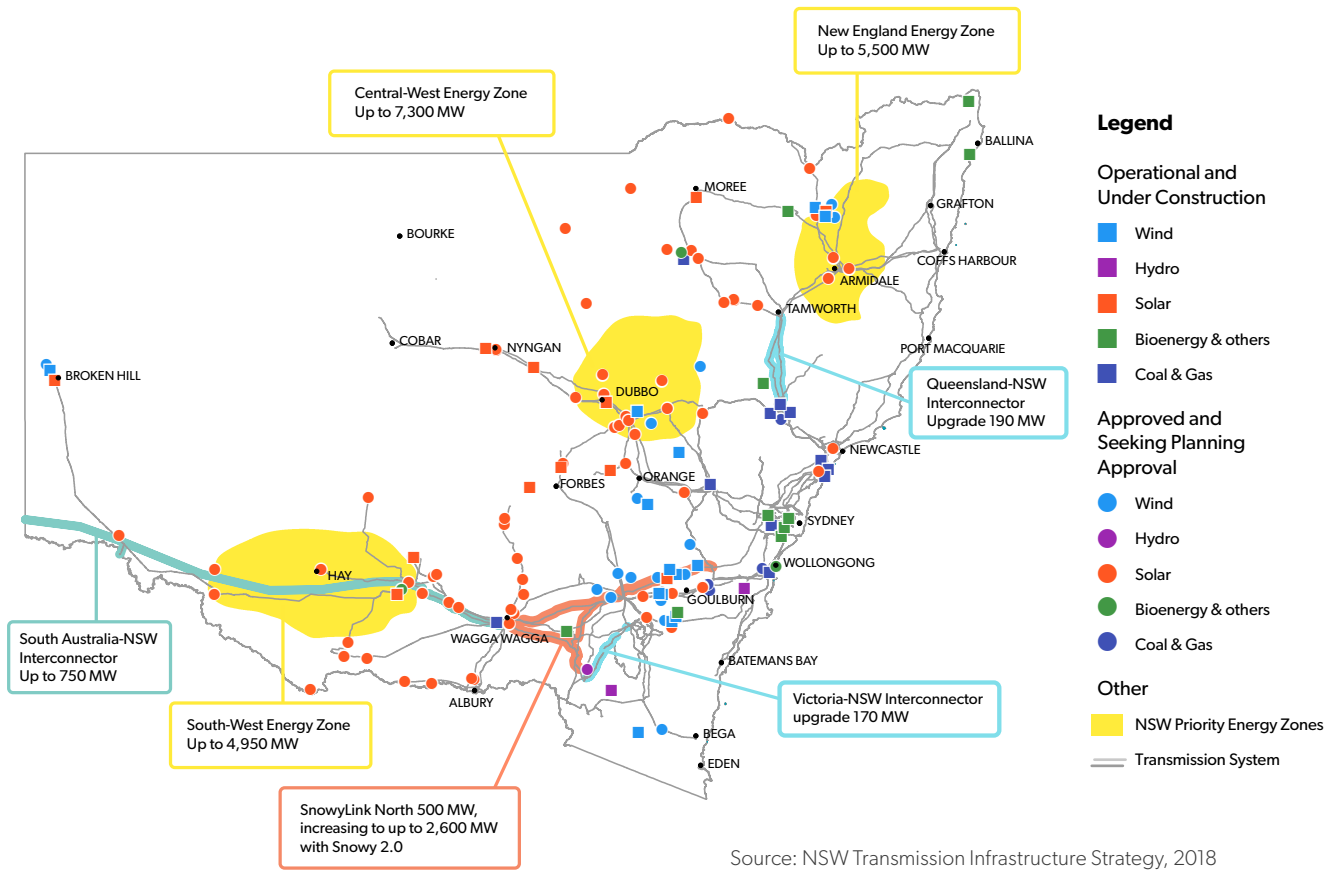 New England Energy Zone
Up to 5,500 MW
Central-West Energy Zone
Up to 7,300 MW
BALLINA
MOREE
GRAFTON
BOURKE
COFFS HARBOUR
ARMIDALE
TAMWORTH
COBAR
NYNGAN
PORT MACQUARIE
BROKEN HILL
DUBBO
Queensland-NSW
Interconnector
Upgrade 190 MW
NEWCASTLE
ORANGE
FORBES
SYDNEY
WOLLONGONG
HAY
GOULBURN
WAGGA WAGGA
South Australia-NSW
Interconnector
Up to 750 MW
BATEMANS BAY
ALBURY
Victoria-NSW Interconnector
upgrade 170 MW
South-West Energy Zone
Up to 4,950 MW
BEGA
EDEN
SnowyLink North 500 MW,
increasing to up to 2,600 MW
with Snowy 2.0
Legend
Operational and
Under Construction
Wind
Hydro
Solar
Bioenergy & others
Coal & Gas
Approved and
Seeking Planning
Approval
Wind
Hydro
Solar
Bioenergy & others
Coal & Gas
Other
NSW Priority Energy Zones
Transmission System
Source: NSW Transmission Infrastructure Strategy, 2018